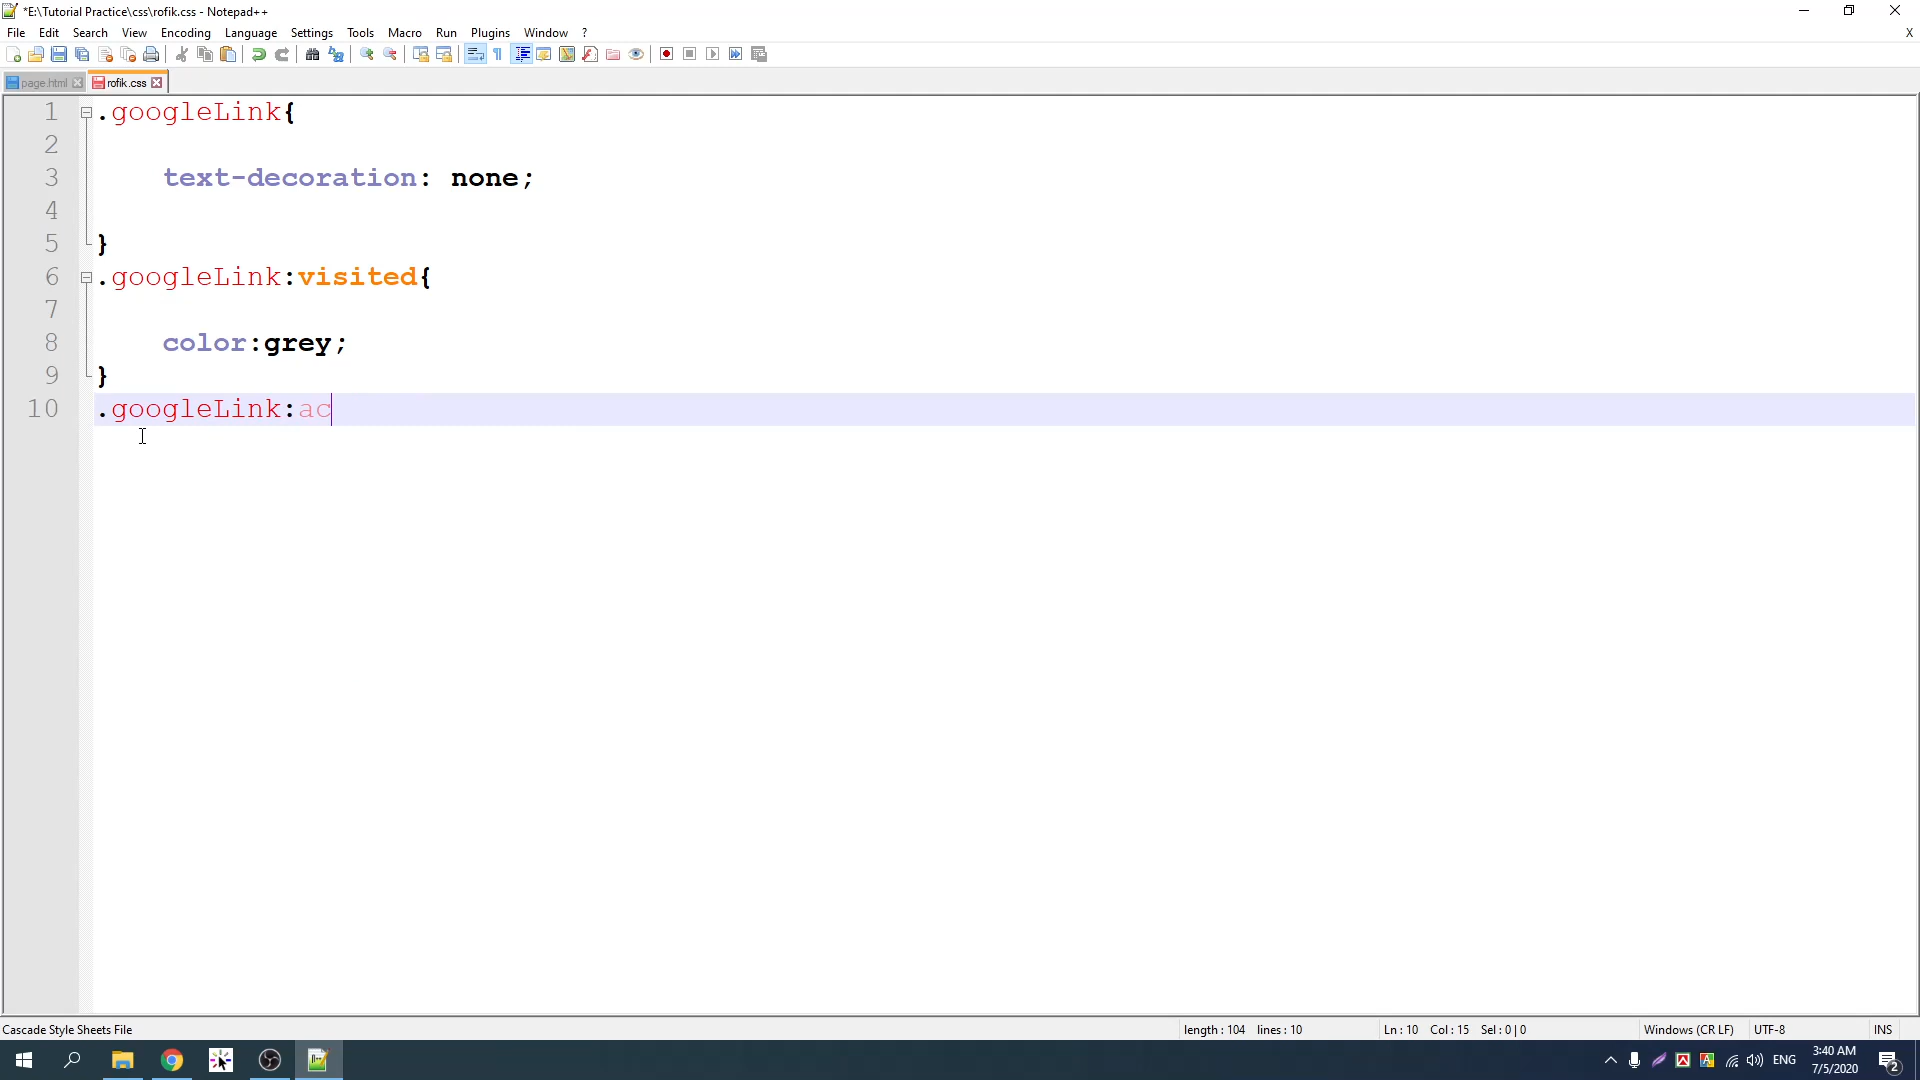 *E:\Tutorial Practice\css\rofik.css - Notepad++
File Edit Search View Encoding Language Settings Tools Macro Run Plugins Window ? X
page.html rofik.css
1 .googleLink{
2
3 text-decoration: none;
4
5 }
6 .googleLink:visited{
7
8 color:grey;
9 }
10 .googleLink:ac
Cascade Style Sheets File length : 104 lines : 10 Ln : 10 Col : 15 Sel : 0 | 0 Windows (CR LF) UTF-8 INS
ENG 3:40 AM 2
7/5/2020